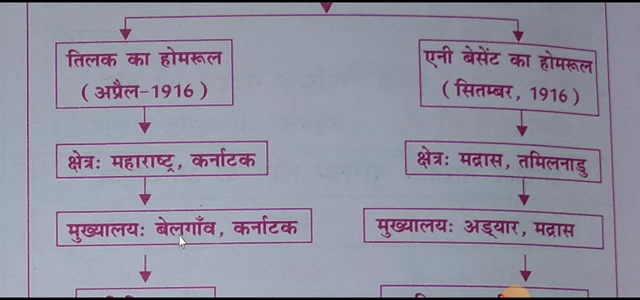 तिलक का होमरूल
(अप्रैल-1916)
एनी बेसेंट का होमरूल
(सितम्बर, 1916)
क्षेत्रः महाराष्ट्र, कर्नाटक
क्षेत्रः मद्रास, तमिलनाडु
मुख्यालयः बेलगाँव, कर्नाटक
मुख्यालयः अड्यार, मद्रास